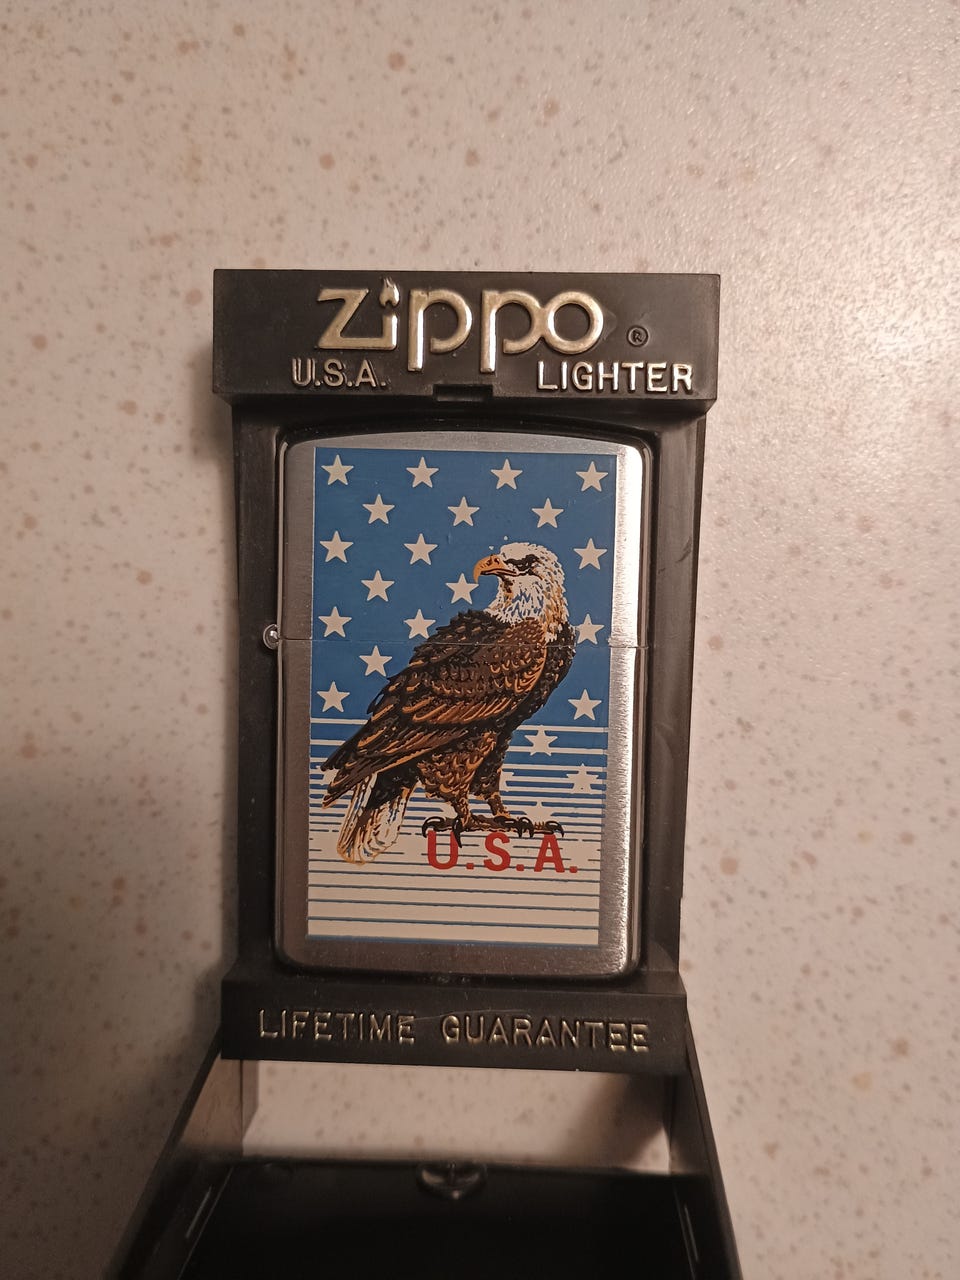 zippo ®
U.S.A. LIGHTER
U.S.A.
LIFETIME GUARANTEE